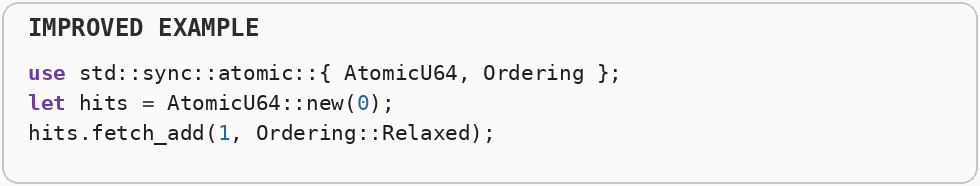 IMPROVED EXAMPLE
use std::sync::atomic::{ AtomicU64, Ordering };
let hits = AtomicU64::new(0);
hits.fetch_add(1, Ordering::Relaxed);